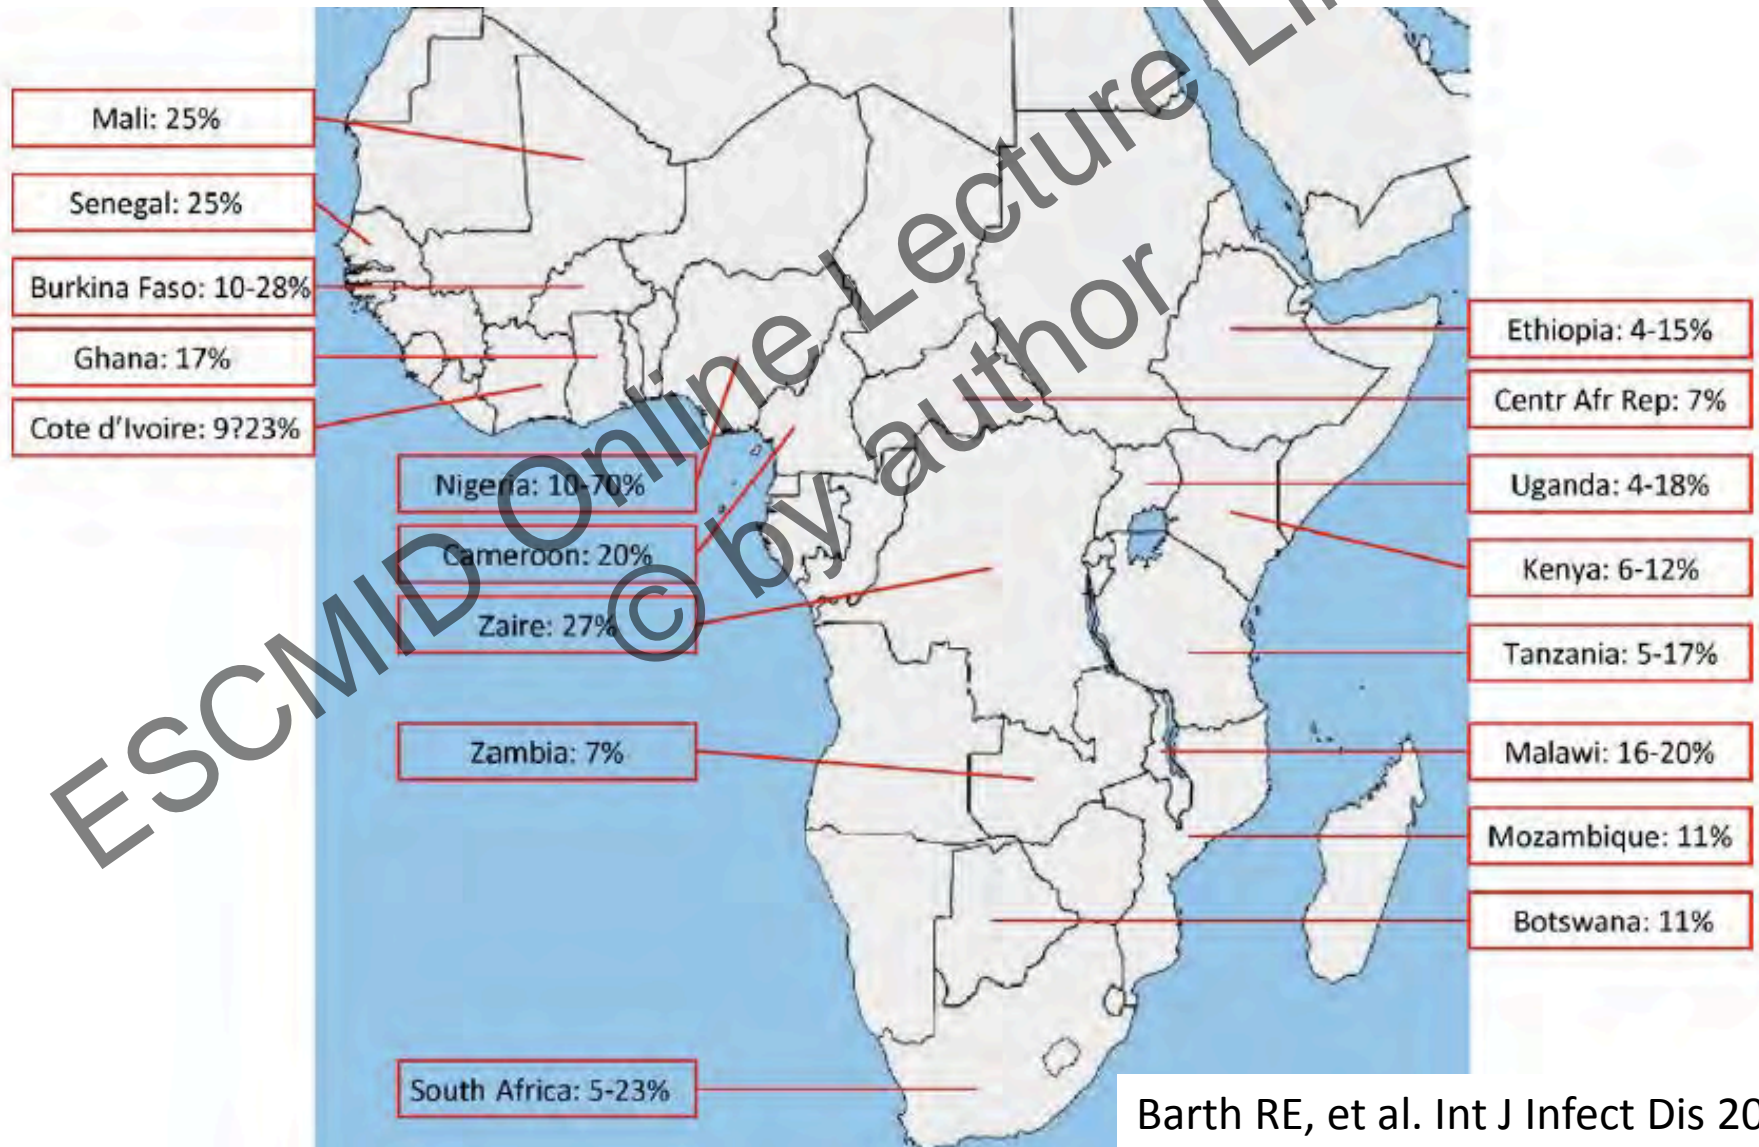 Mali: 25%
Senegal: 25%
Burkina Faso: 10-28%
Ghana: 17%
Cote d'Ivoire: 9?23%
Nigeria: 10-70%
Cameroon: 20%
Zaire: 27%
Zambia: 7%
South Africa: 5-23%
Ethiopia: 4-15%
Centr Afr Rep: 7%
Uganda: 4-18%
Kenya: 6-12%
Tanzania: 5-17%
Malawi: 16-20%
Mozambique: 11%
Botswana: 11%
Barth RE, et al. Int J Infect Dis 20
ESCMID Online Lecture
© by author